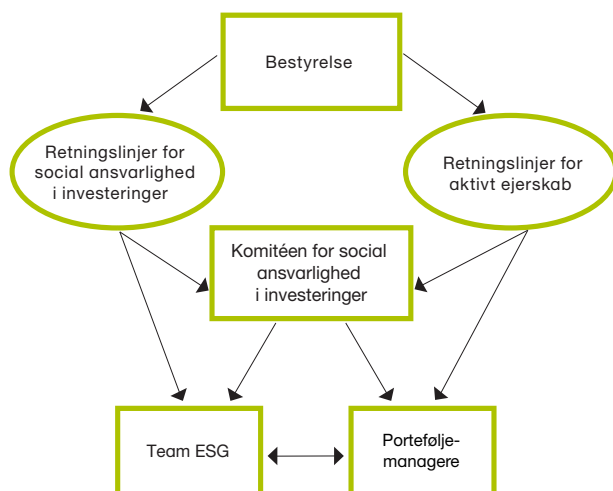 Bestyrelse
Retningslinjer for
social ansvarlighed
i investeringer
Retningslinjer for
aktivt ejerskab
Komitéen for social
ansvarlighed
i investeringer
Team ESG
Portefølje-
managere